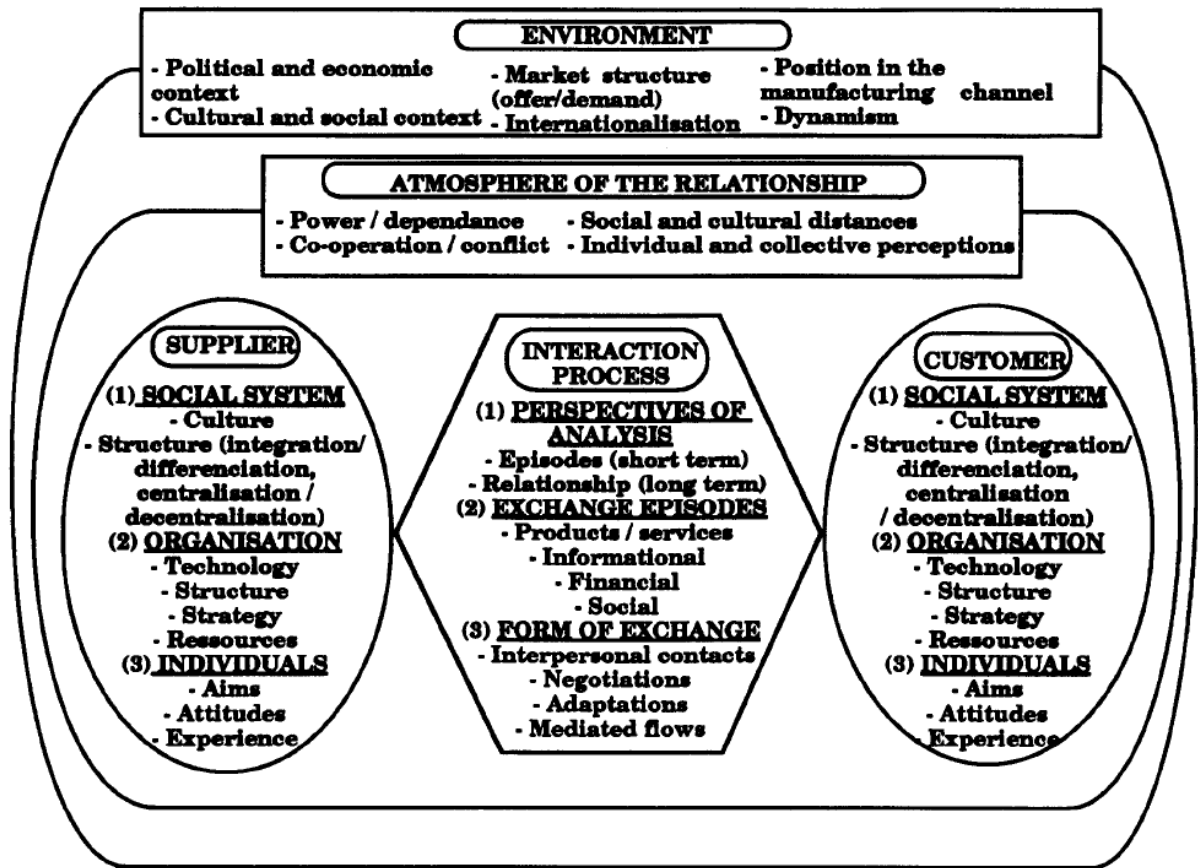 ENVIRONMENT
- Political and economic
context
- Cultural and social context
- Market structure
(offer/demand)
- Internationalisation
- Position in the
manufacturing channel
- Dynamism
ATMOSPHERE OF THE RELATIONSHIP
- Power / dependance
- Co-operation / conflict
- Social and cultural distances
- Individual and collective perceptions
SUPPLIER
(1) SOCIAL SYSTEM
- Culture
- Structure (integration/
differenciation,
centralisation /
decentralisation)
(2) ORGANISATION
- Technology
- Structure
- Strategy
- Ressources
(3) INDIVIDUALS
- Aims
- Attitudes
- Experience
INTERACTION
PROCESS
(1) PERSPECTIVES OF
ANALYSIS
- Episodes (short term)
- Relationship (long term)
(2) EXCHANGE EPISODES
- Products / services
- Informational
- Financial
- Social
(3) FORM OF EXCHANGE
- Interpersonal contacts
- Negotiations
- Adaptations
- Mediated flows
CUSTOMER
(1) SOCIAL SYSTEM
- Culture
- Structure (integration/
differenciation,
centralisation
/ decentralisation)
(2) ORGANISATION
- Technology
- Structure
- Strategy
- Ressources
(3) INDIVIDUALS
- Aims
- Attitudes
- Experience